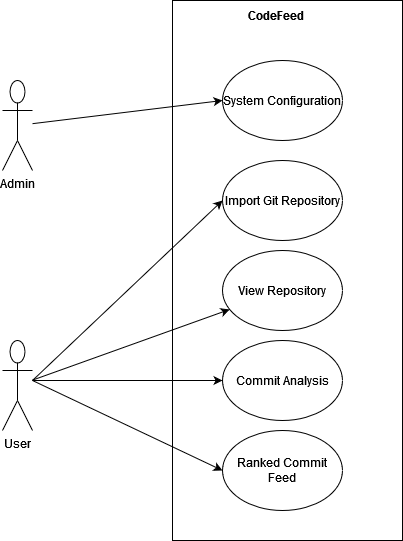 CodeFeed
System Configuration
Admin
Import Git Repository
View Repository
Commit Analysis
User
Ranked Commit
Feed